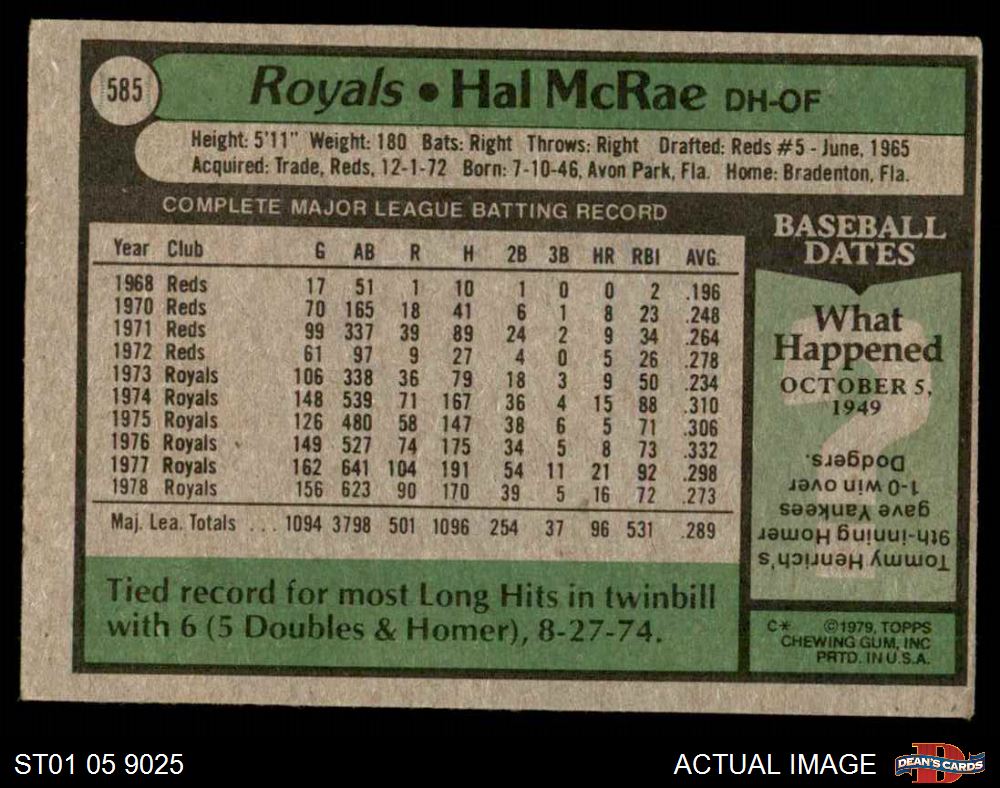 585
Royals • Hal McRae DH-OF
Height: 5'11" Weight: 180 Bats: Right Throws: Right Drafted: Reds #5 - June, 1965
Acquired: Trade, Reds, 12-1-72 Born: 7-10-46, Avon Park, Fla. Home: Bradenton, Fla.
COMPLETE MAJOR LEAGUE BATTING RECORD
Year Club G AB R H 2B 3B HR RBI AVG.
1968 Reds 17 51 1 10 1 0 0 2 .196
1970 Reds 70 165 18 41 6 1 8 23 .248
1971 Reds 99 337 39 89 24 2 9 34 .264
1972 Reds 61 97 9 27 4 0 5 26 .278
1973 Royals 106 338 36 79 18 3 9 50 .234
1974 Royals 148 539 71 167 36 4 15 88 .310
1975 Royals 126 480 58 147 38 6 5 71 .306
1976 Royals 149 527 74 175 34 5 8 73 .332
1977 Royals 162 641 104 191 54 11 21 92 .298
1978 Royals 156 623 90 170 39 5 16 72 .273
Maj. Lea. Totals ... 1094 3798 501 1096 254 37 96 531 .289
Tied record for most Long Hits in twinbill
with 6 (5 Doubles & Homer), 8-27-74.
BASEBALL
DATES
What
Happened
OCTOBER 5,
1949
Tommy Henrich's
9th-inning Homer
gave Yankees
1-0 win over
Dodgers.
C* ©1979, TOPPS
CHEWING GUM, INC
PRTD. IN U.S.A.
ST01 05 9025
ACTUAL IMAGE
DEAN'S CARDS